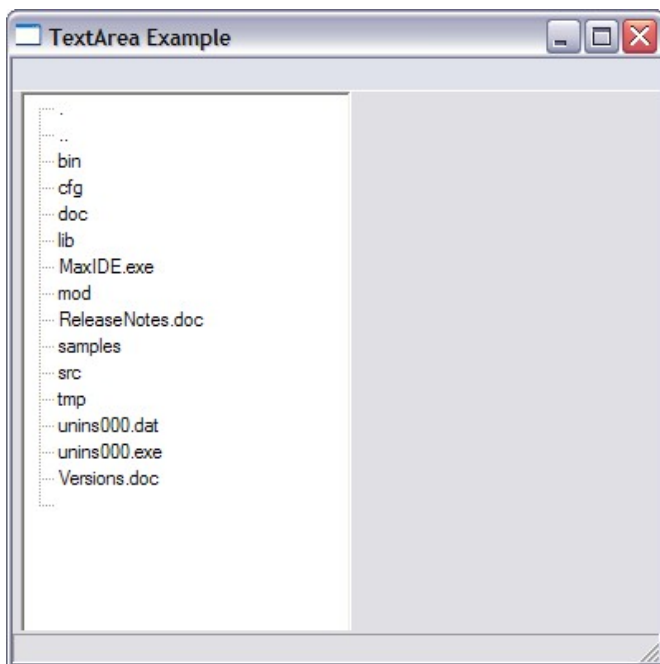 TextArea Example
.
..
bin
cfg
doc
lib
MaxIDE.exe
mod
ReleaseNotes.doc
samples
src
tmp
unins000.dat
unins000.exe
Versions.doc